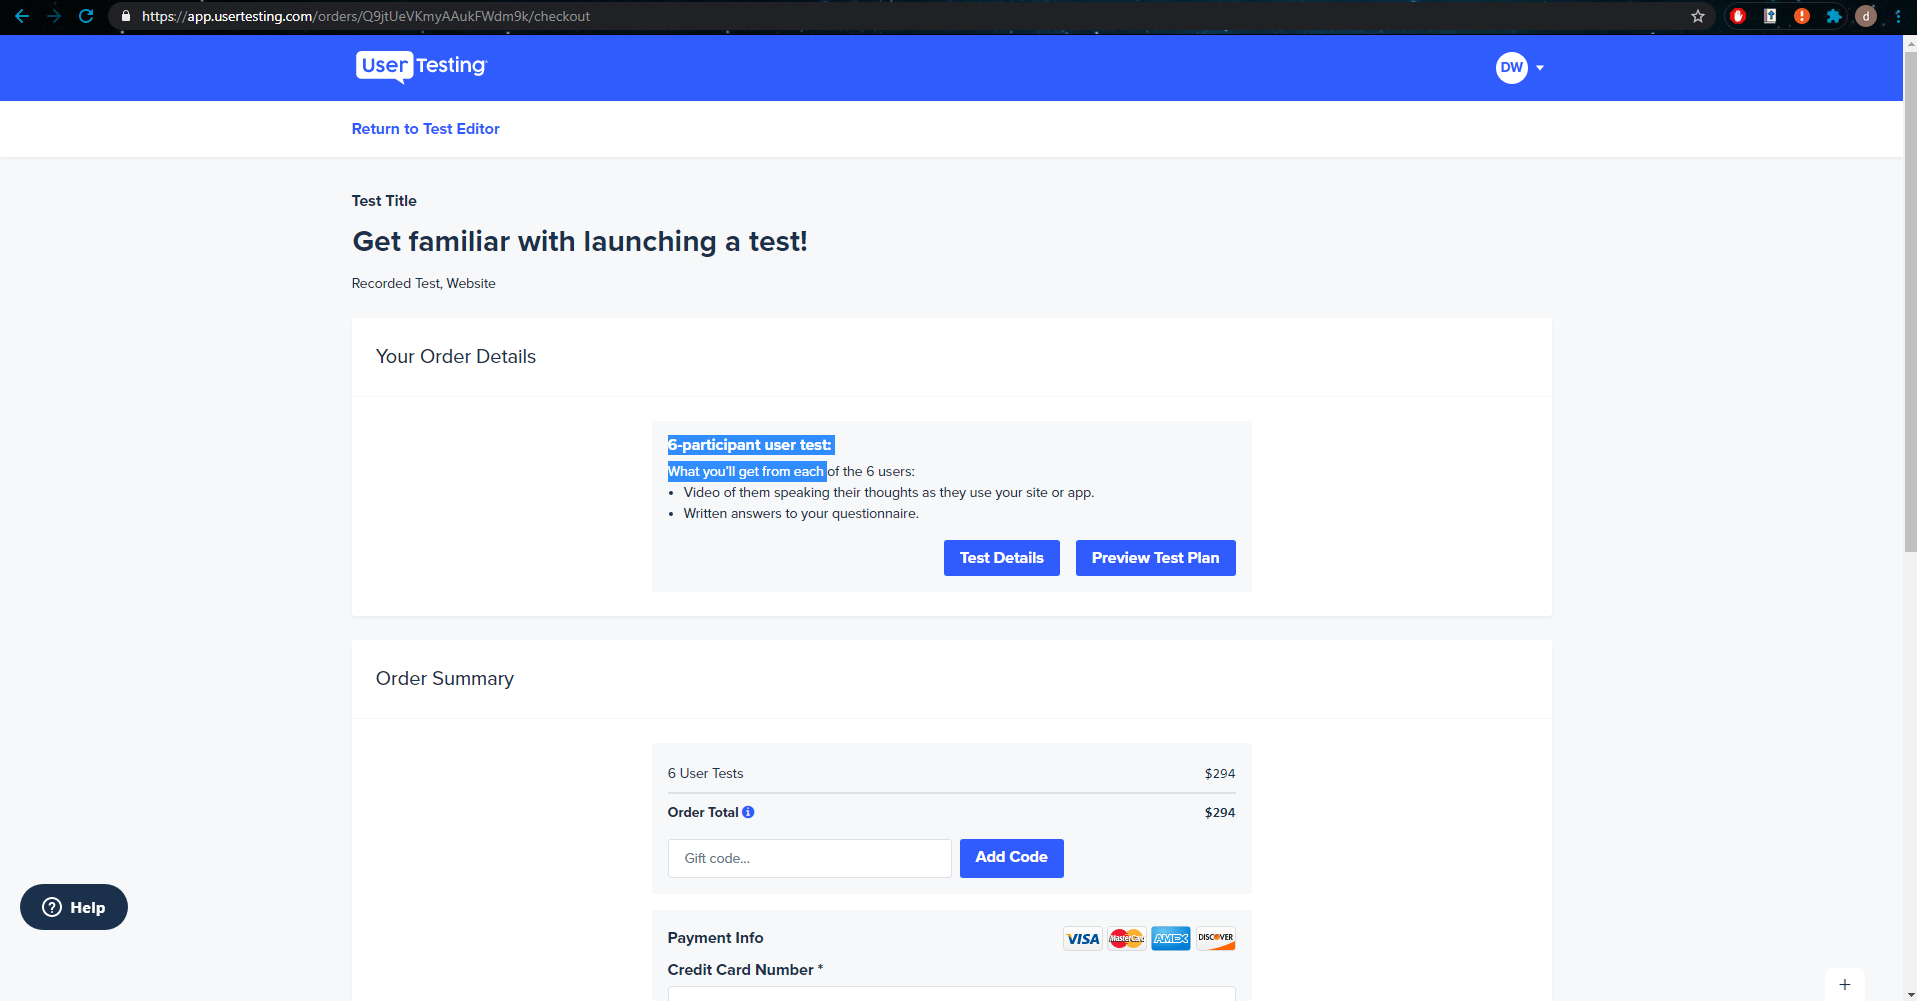 https://app.usertesting.com/orders/Q9jtUeVKmyAAukFWdm9k/checkout
d
User Testing
DW
Return to Test Editor
Test Title
Get familiar with launching a test!
Recorded Test, Website
Your Order Details
6-participant user test:
What you'll get from each of the 6 users:
• Video of them speaking their thoughts as they use your site or app.
• Written answers to your questionnaire.
Test Details Preview Test Plan
Order Summary
6 User Tests $294
Order Total $294
Gift code...
Add Code
Help
Payment Info VISA MasterCard AMEX DISCOVER
Credit Card Number *
+